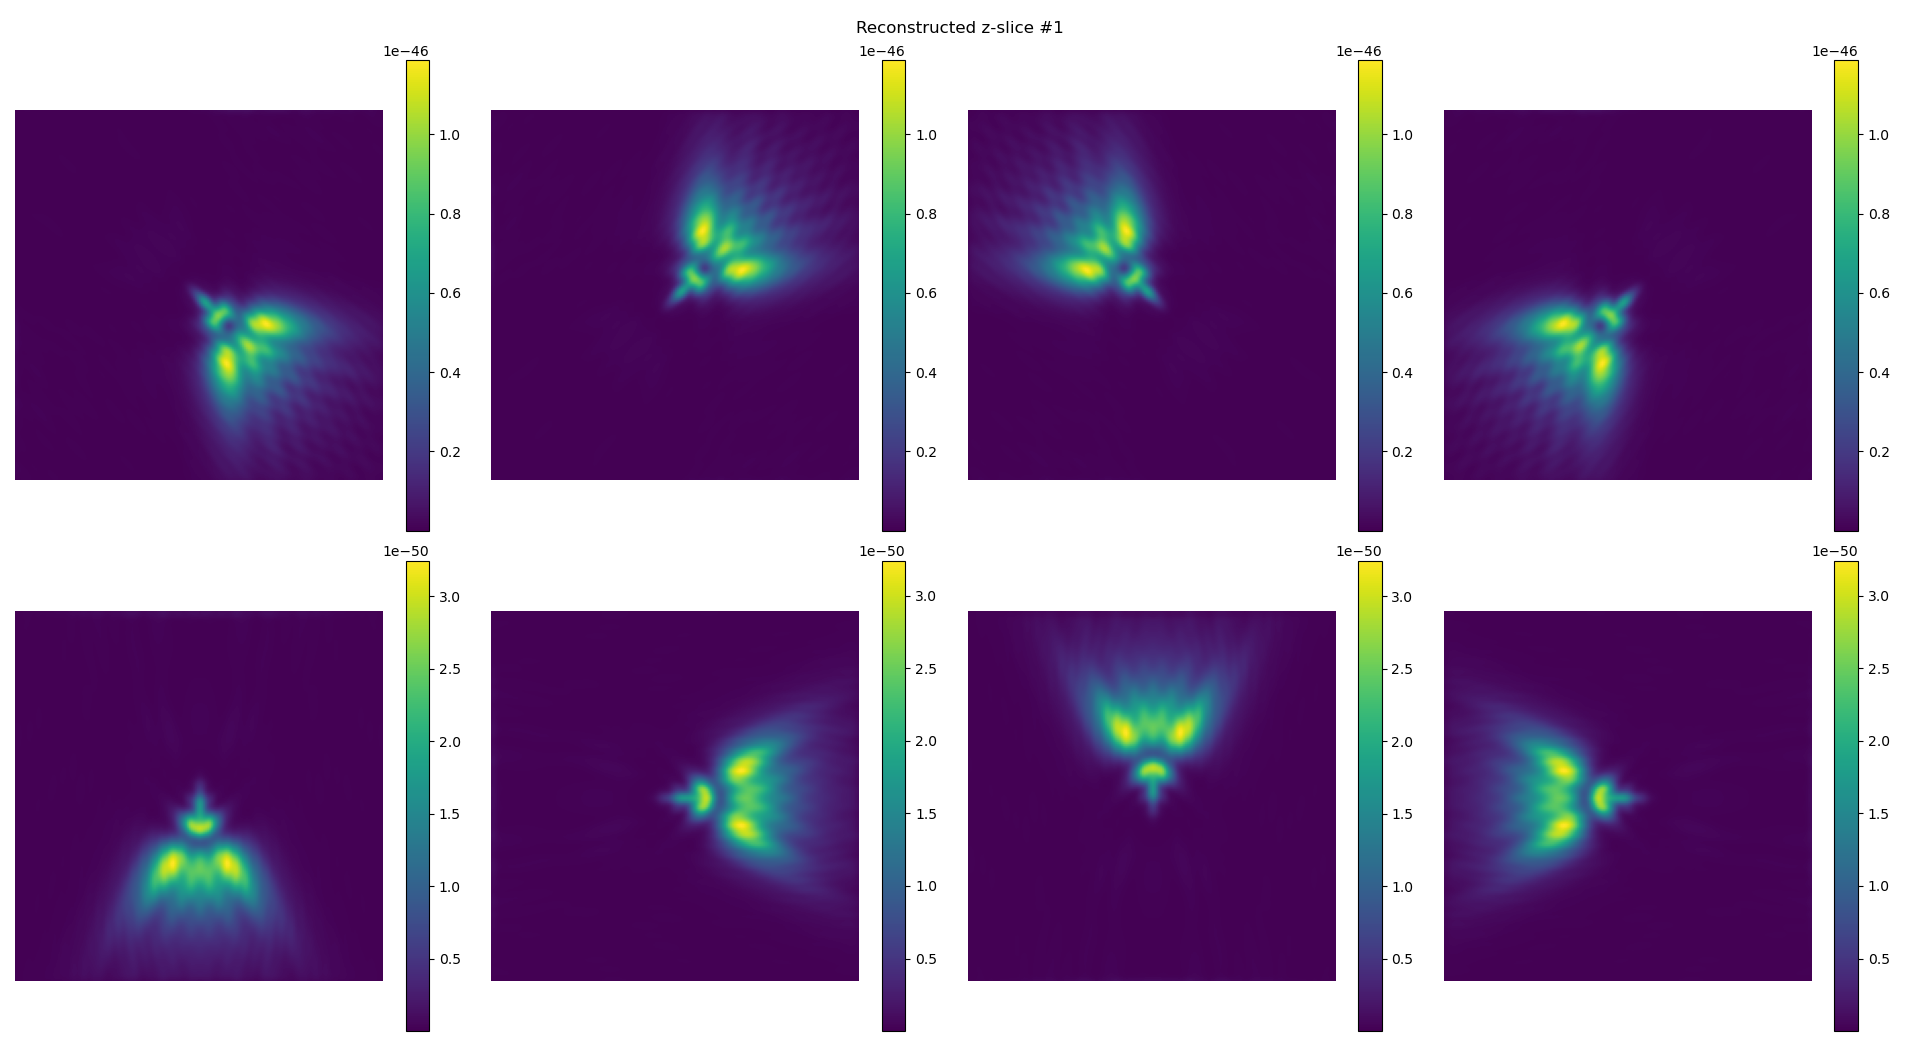 Reconstructed z-slice #1
1e−46 1e−46 1e−46 1e−46
1.0 1.0 1.0 1.0
0.8 0.8 0.8 0.8
0.6 0.6 0.6 0.6
0.4 0.4 0.4 0.4
0.2 0.2 0.2 0.2
1e−50 1e−50 1e−50 1e−50
3.0 3.0 3.0 3.0
2.5 2.5 2.5 2.5
2.0 2.0 2.0 2.0
1.5 1.5 1.5 1.5
1.0 1.0 1.0 1.0
0.5 0.5 0.5 0.5